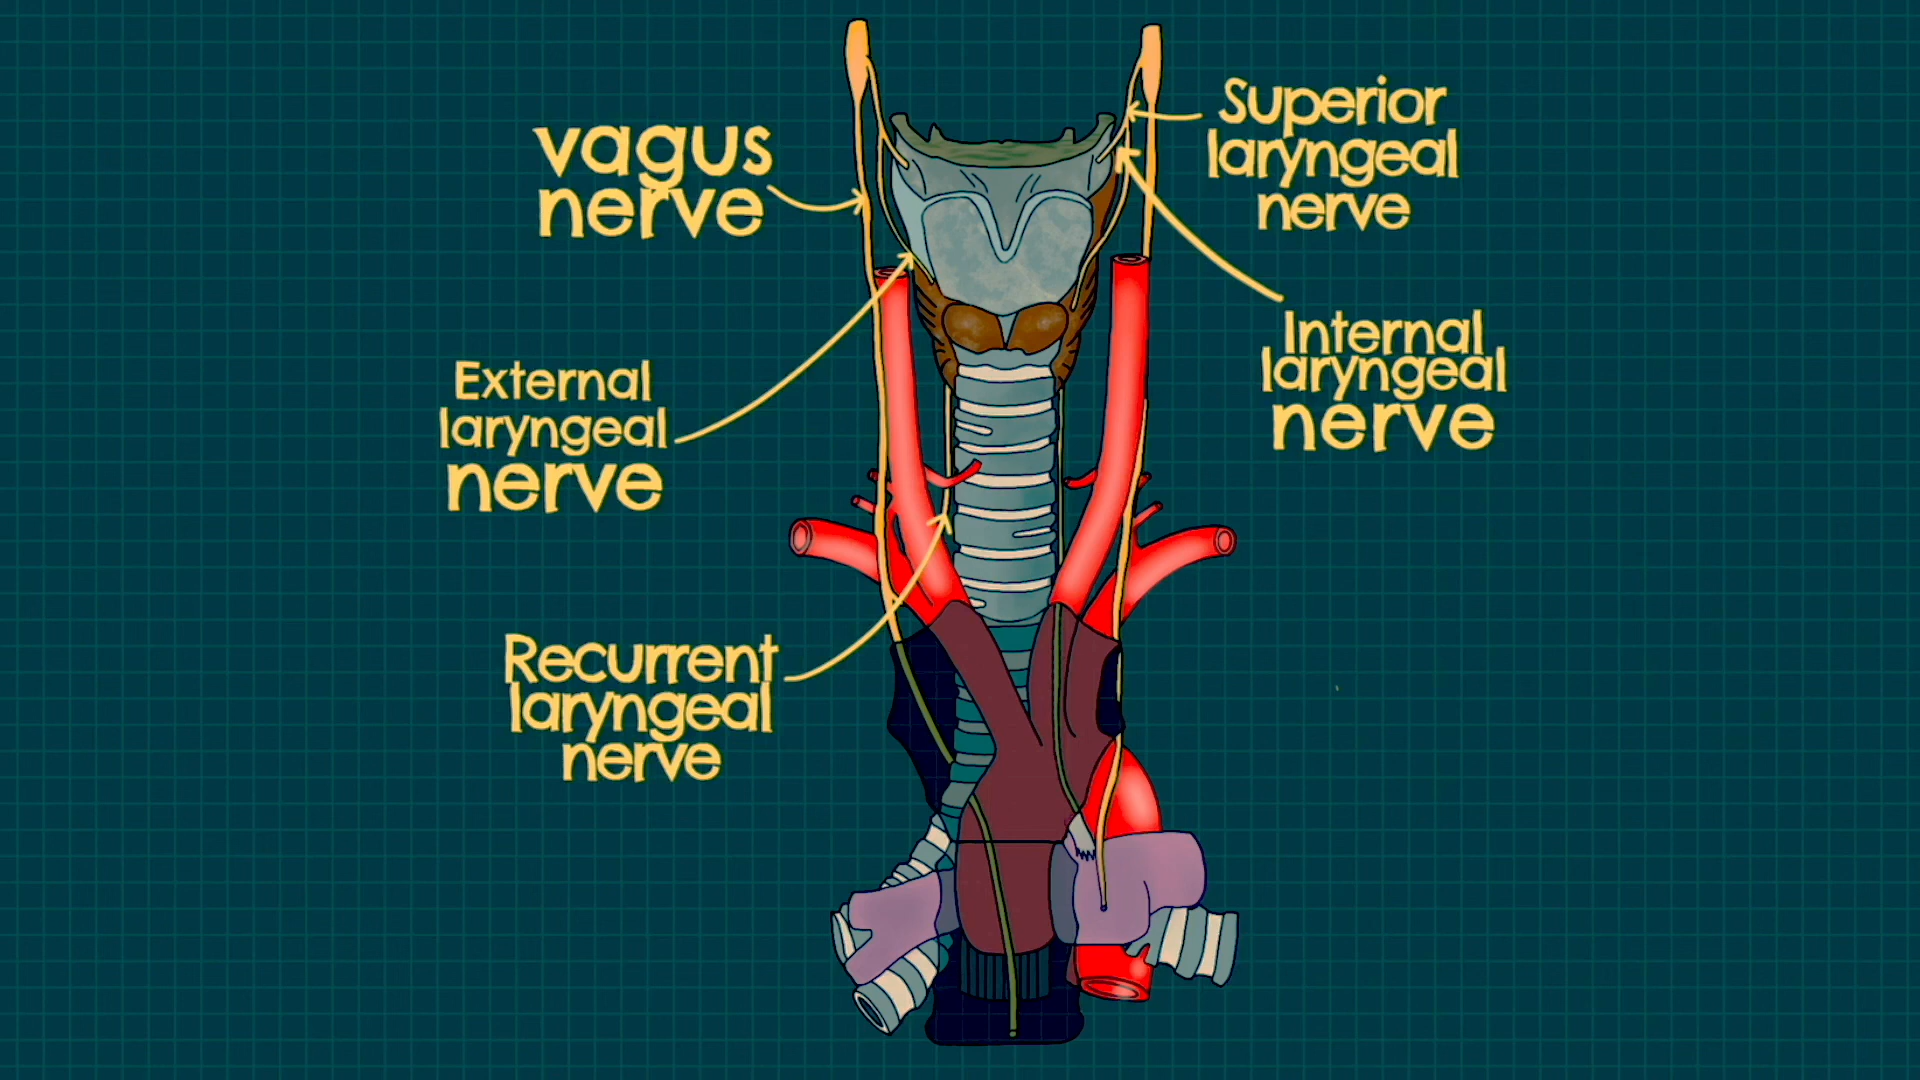 vagus
nerve
Superior
laryngeal
nerve
External
laryngeal
nerve
Internal
laryngeal
nerve
Recurrent
laryngeal
nerve